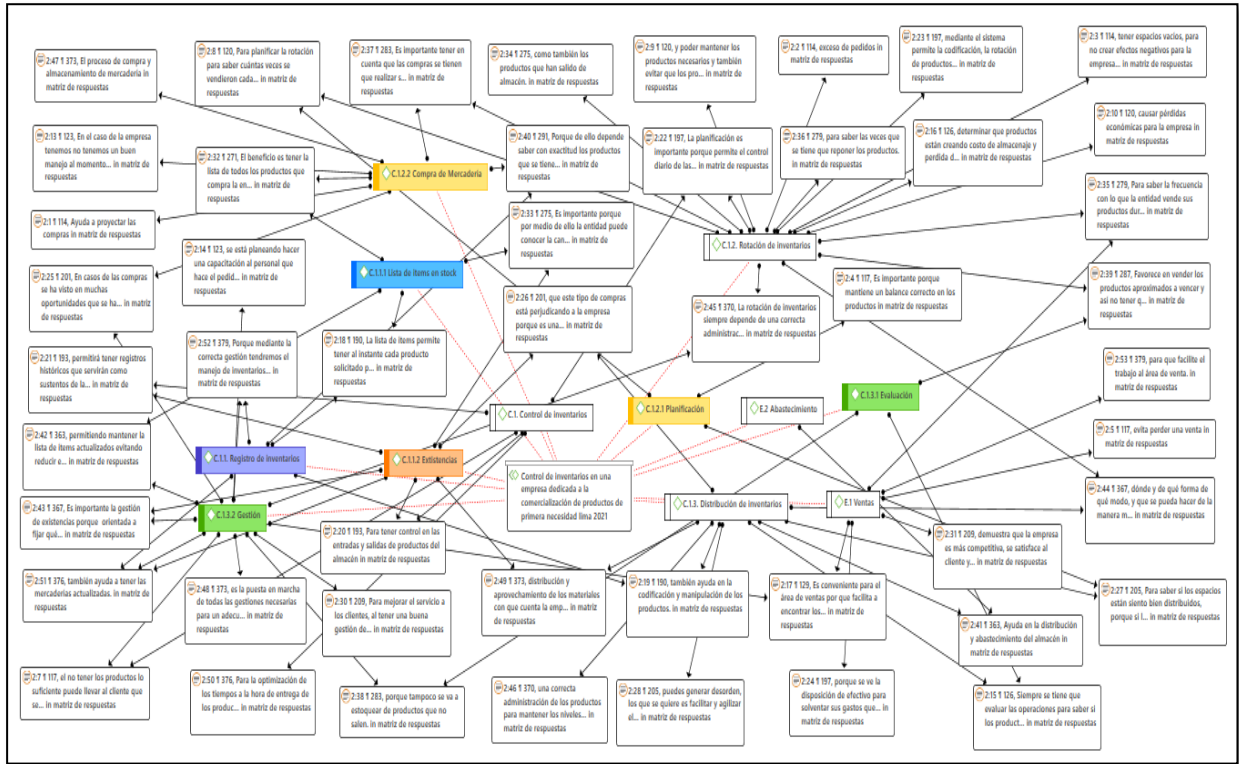 2:47 ¶ 373, El proceso de compra y
almacenamiento de mercaderia in
matriz de respuestas
2:8 ¶ 120, Para planificar la rotación
para saber cuántas veces se
vendieron cada... in matriz de
respuestas
2:37 ¶ 283, Es importante tener en
cuenta que las compras se tienen
que realizar s... in matriz de
respuestas
2:34 ¶ 275, como también los
productos que han salido de
almacén. in matriz de
respuestas
2:9 ¶ 120, y poder mantener los
productos necesarios y también
evitar que los pro... in matriz de
respuestas
2:2 ¶ 114, exceso de pedidos in
matriz de respuestas
2:23 ¶ 197, mediante el sistema
permite la codificación, la rotación
de productos... in matriz de
respuestas
2:3 ¶ 114, tener espacios vacíos, para
no crear efectos negativos para la
empresa... in matriz de
respuestas
2:13 ¶ 123, En el caso de la empresa
tenemos no tenemos un buen
manejo al momento... in matriz de
respuestas
2:32 ¶ 271, El beneficio es tener la
lista de todos los productos que
compra la en... in matriz de
respuestas
C.1.2.2 Compra de Mercaderia
2:40 ¶ 291, Porque de ello depende
saber con exactitud los productos
que se tiene... in matriz de
respuestas
2:22 ¶ 197, La planificación es
importante porque permite el control
diario de las... in matriz de respuestas
2:36 ¶ 279, para saber las veces que
se tiene que reponer los productos.
in matriz de respuestas
2:16 ¶ 126, determinar que productos
están creando costo de almacenaje y
perdida d... in matriz de respuestas
2:10 ¶ 120, causar pérdidas
económicas para la empresa in
matriz de respuestas
2:35 ¶ 279, Para saber la frecuencia
con lo que la entidad vende sus
productos dur... in matriz de
respuestas
2:1 ¶ 114, Ayuda a proyectar las
compras in matriz de respuestas
2:14 ¶ 123, se está planeando hacer
una capacitación al personal que
hace el pedid... in matriz de
respuestas
2:33 ¶ 275, Es importante porque
por medio de ello la entidad puede
conocer la can... in matriz de
respuestas
C.1.2. Rotación de inventarios
C.1.1.1 Lista de items en stock
2:25 ¶ 201, En casos de las compras
se ha visto en muchas
oportunidades que se ha... in matriz
de respuestas
2:4 ¶ 117, Es importante porque
mantiene un balance correcto en los
productos in matriz de respuestas
2:39 ¶ 287, Favorece en vender los
productos aproximados a vencer y
asi no tener q... in matriz de
respuestas
2:26 ¶ 201, que este tipo de compras
está perjudicando a la empresa
porque es una... in matriz de
respuestas
2:45 ¶ 370, La rotación de inventarios
siempre depende de una correcta
administrac... in matriz de
respuestas
2:21 ¶ 193, permitirá tener registros
históricos que servirán como
sustentos de la... in matriz de
respuestas
2:52 ¶ 379, Porque mediante la
correcta gestión tendremos el
manejo de inventarios...
in matriz de respuestas
2:18 ¶ 190, La lista de items permite
tener al instante cada producto
solicitado p... in matriz de
respuestas
2:53 ¶ 379, para que facilite el
trabajo al área de venta. in
matriz de respuestas
C.1.3.1 Evaluación
C.1. Control de inventarios
C.1.2.1 Planificación
E.2 Abastecimiento
2:42 ¶ 363, permitiendo mantener la
lista de items actualizados evitando
reducir e... in matriz de
respuestas
C.1.1. Registro de inventarios
C.1.1.2 Extistencias
2:5 ¶ 117, evita perder una venta in
matriz de respuestas
Control de inventarios en una
empresa dedicada a la
comercialización de productos de
primera necesidad lima 2021
2:44 ¶ 367, dónde y de qué forma de
qué modo, y que se pueda hacer de la
manera m... in matriz de
respuestas
2:43 ¶ 367, Es importante la gestión
de existencias porque orientada a
fijar qué... in matriz de
respuestas
C.1.3.2 Gestión
C.1.3. Distribución de inventarios
E.1 Ventas
2:20 ¶ 193, Para tener control en las
entradas y salidas de productos del
almacén in matriz de respuestas
2:31 ¶ 209, demuestra que la empresa
es más competitiva, se satisface al
cliente y... in matriz de
respuestas
2:51 ¶ 376, también ayuda a tener las
mercaderías actualizadas. in
matriz de respuestas
2:48 ¶ 373, es la puesta en marcha
de todas las gestiones necesarias
para un adecu... in matriz de
respuestas
2:30 ¶ 209, Para mejorar el servicio a
los clientes, al tener una buena
gestión de... in matriz de
respuestas
2:49 ¶ 373, distribución y
aprovechamiento de los materiales
con que cuenta la emp... in matriz
de respuestas
2:19 ¶ 190, también ayuda en la
codificación y manipulación de los
productos. in matriz de respuestas
2:17 ¶ 129, Es conveniente para el
área de ventas por que facilita a
encontrar los... in matriz de
respuestas
2:27 ¶ 205, Para saber si los espacios
están siento bien distribuidos,
porque si l... in matriz de
respuestas
2:41 ¶ 363, Ayuda en la distribución
y abastecimiento del almacén in
matriz de respuestas
2:7 ¶ 117, el no tener los productos lo
suficiente puede llevar al cliente que
se... in matriz de respuestas
2:50 ¶ 376, Para la optimización de
los tiempos a la hora de entrega de
los produc... in matriz de
respuestas
2:38 ¶ 283, porque tampoco se va a
estoquear de productos que no
salen. in matriz de respuestas
2:46 ¶ 370, una correcta
administración de los productos
para mantener los niveles...
in matriz de respuestas
2:28 ¶ 205, puedes generar desorden,
los que se quiere es facilitar y agilizar
el... in matriz de respuestas
2:24 ¶ 197, porque se ve la
disposición de efectivo para
solventar sus gastos que... in
matriz de respuestas
2:15 ¶ 126, Siempre se tiene que
evaluar las operaciones para saber si
los product... in matriz de
respuestas